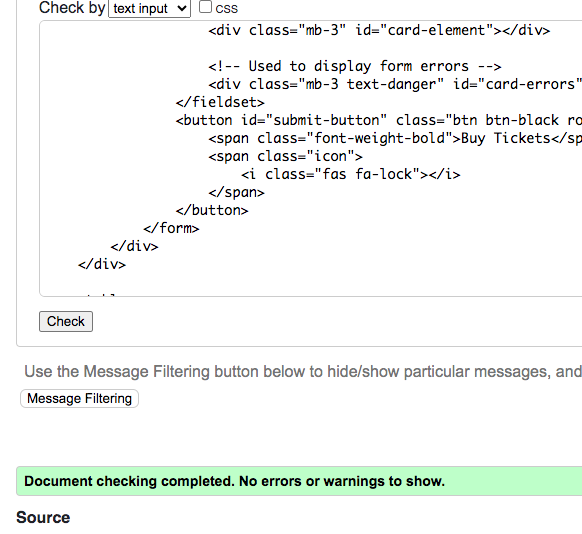 Check by text input css
<div class="mb-3" id="card-element"></div>
<!-- Used to display form errors -->
<div class="mb-3 text-danger" id="card-errors"
</fieldset>
<button id="submit-button" class="btn btn-black ro
<span class="font-weight-bold">Buy Tickets</sp
<span class="icon">
<i class="fas fa-lock"></i>
</span>
</button>
</form>
</div>
</div>
Check
Use the Message Filtering button below to hide/show particular messages, and
Message Filtering
Document checking completed. No errors or warnings to show.
Source